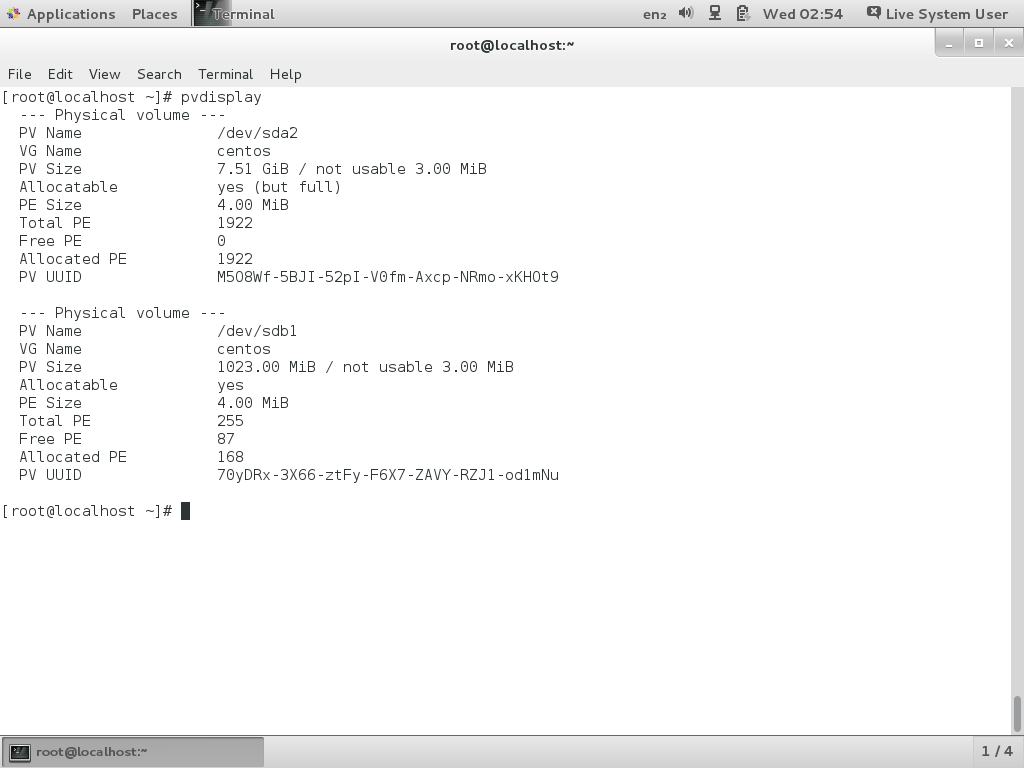 Applications Places Terminal en₂ Wed 02:54 Live System User
root@localhost:~
File Edit View Search Terminal Help
[root@localhost ~]# pvdisplay
--- Physical volume ---
PV Name /dev/sda2
VG Name centos
PV Size 7.51 GiB / not usable 3.00 MiB
Allocatable yes (but full)
PE Size 4.00 MiB
Total PE 1922
Free PE 0
Allocated PE 1922
PV UUID M5O8Wf-5BJI-52pI-V0fm-Axcp-NRmo-xKHOt9
--- Physical volume ---
PV Name /dev/sdb1
VG Name centos
PV Size 1023.00 MiB / not usable 3.00 MiB
Allocatable yes
PE Size 4.00 MiB
Total PE 255
Free PE 87
Allocated PE 168
PV UUID 70yDRx-3X66-ztFy-F6X7-ZAVY-RZJ1-od1mNu
[root@localhost ~]#
root@localhost:~ 1 / 4